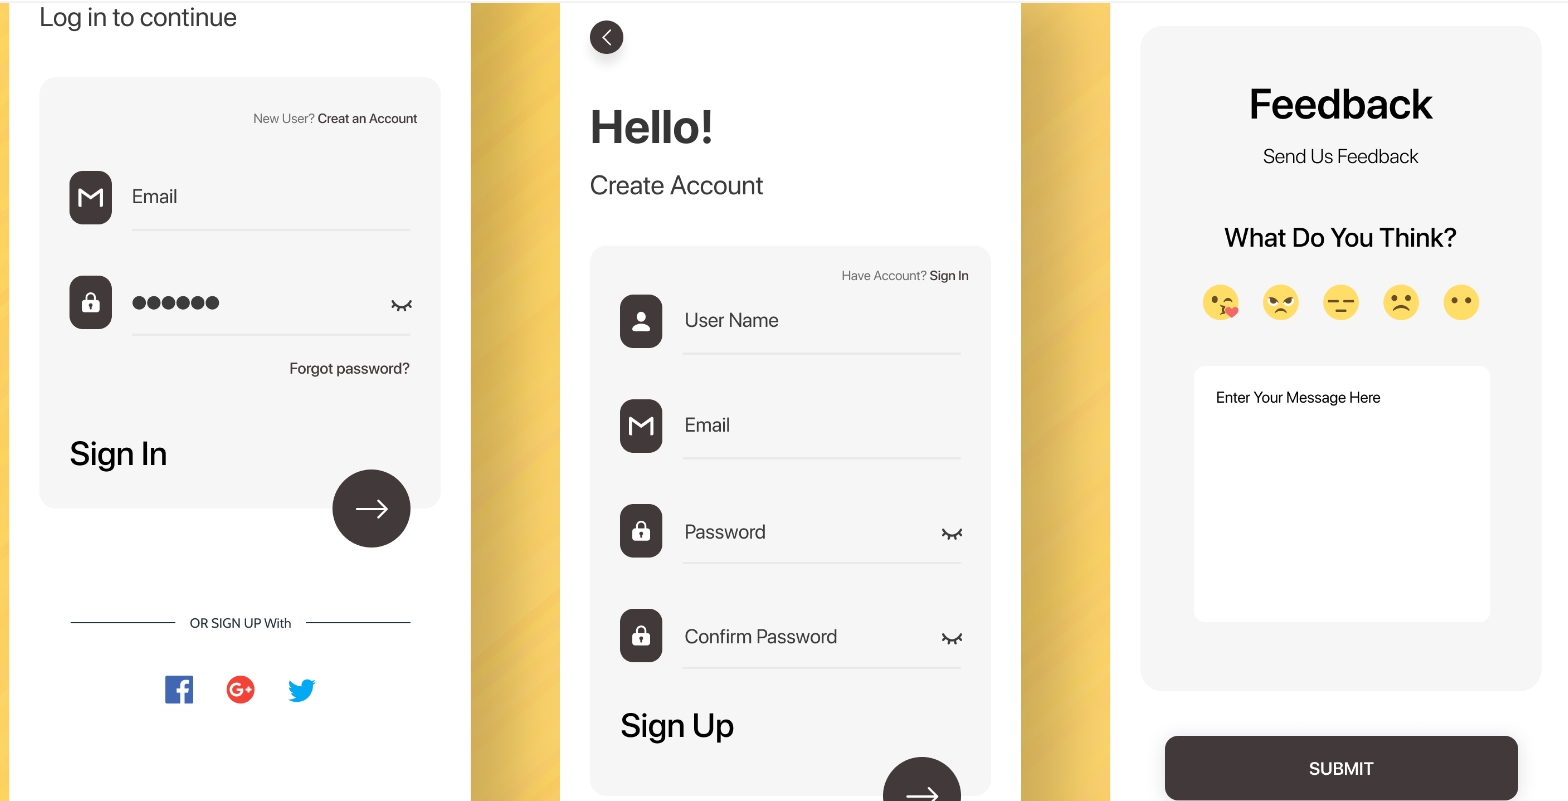 Log in to continue
New User? Creat an Account
Email
Forgot password?
Sign In
OR SIGN UP With
G+
Hello!
Create Account
Have Account? Sign In
User Name
Email
Password
Confirm Password
Sign Up
Feedback
Send Us Feedback
What Do You Think?
Enter Your Message Here
SUBMIT